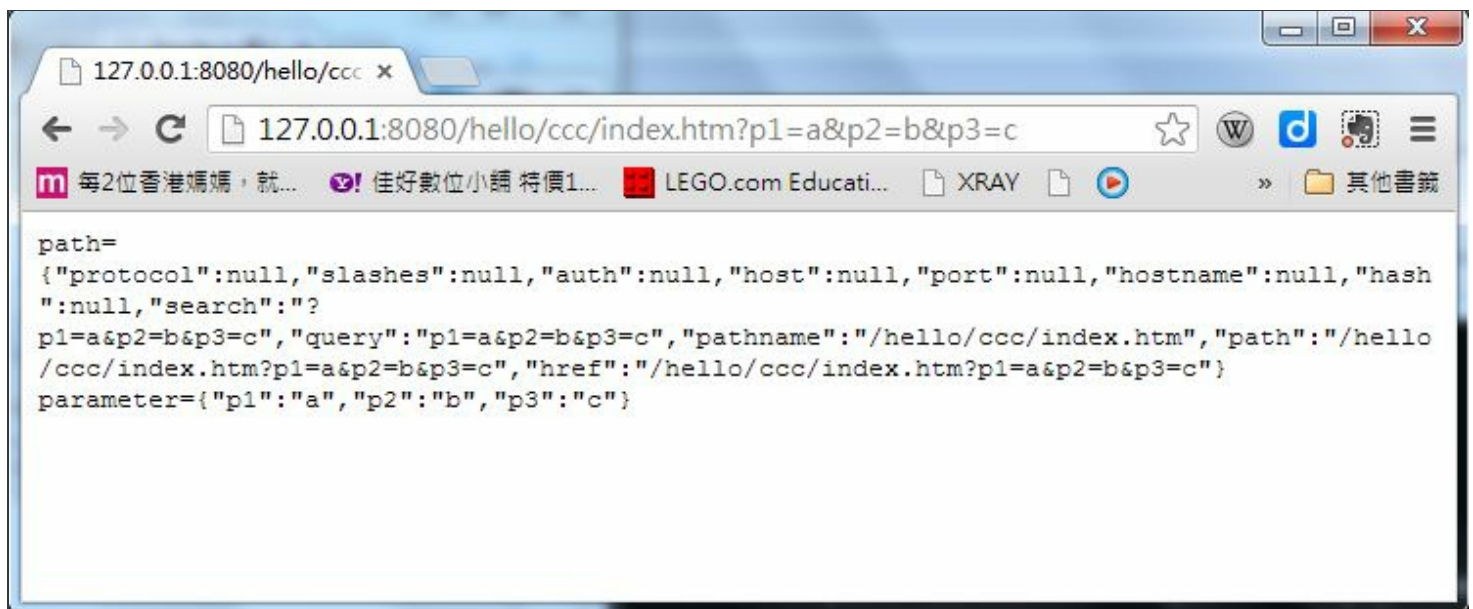 127.0.0.1:8080/hello/ccc
127.0.0.1:8080/hello/ccc/index.htm?p1=a&p2=b&p3=c
每2位香港媽媽，就... 佳好數位小舖 特價1... LEGO.com Educati... XRAY » 其他書籤
path=
{"protocol":null,"slashes":null,"auth":null,"host":null,"port":null,"hostname":null,"hash
":null,"search":"?
p1=a&p2=b&p3=c","query":"p1=a&p2=b&p3=c","pathname":"/hello/ccc/index.htm","path":"/hello
/ccc/index.htm?p1=a&p2=b&p3=c","href":"/hello/ccc/index.htm?p1=a&p2=b&p3=c"}
parameter={"p1":"a","p2":"b","p3":"c"}